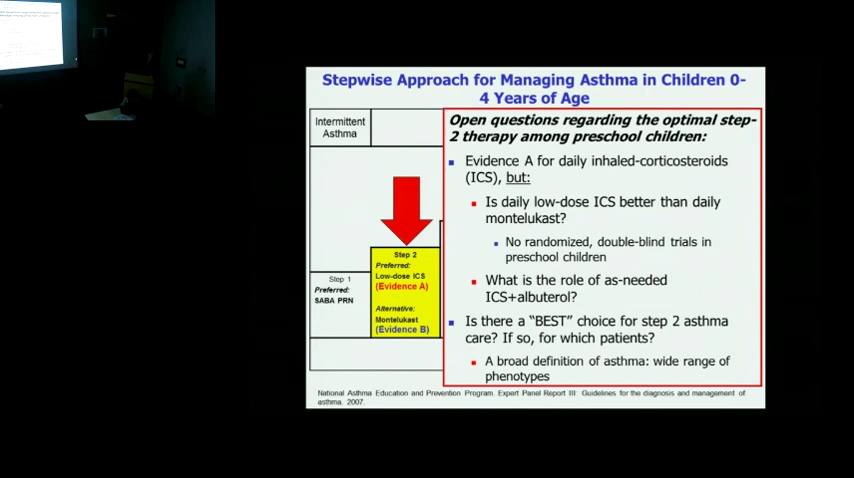 Stepwise Approach for Managing Asthma in Children 0-
4 Years of Age
Intermittent
Asthma
Step 1
Preferred:
SABA PRN
Step 2
Preferred:
Low-dose ICS
(Evidence A)
Alternative:
Montelukast
(Evidence B)
Open questions regarding the optimal step-
2 therapy among preschool children:
Evidence A for daily inhaled-corticosteroids
(ICS), but:
Is daily low-dose ICS better than daily
montelukast?
No randomized, double-blind trials in
preschool children
What is the role of as-needed
ICS+albuterol?
Is there a “BEST” choice for step 2 asthma
care? If so, for which patients?
A broad definition of asthma: wide range of
phenotypes
National Asthma Education and Prevention Program. Expert Panel Report III: Guidelines for the diagnosis and management of
asthma. 2007.